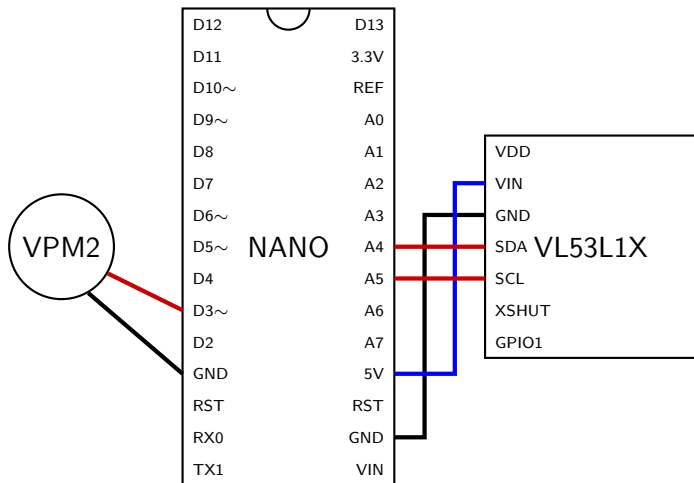 D12
D11
D10~
D9~
D8
D7
D6~
D5~
D4
D3~
D2
GND
RST
RX0
TX1
D13
3.3V
REF
A0
A1
A2
A3
A4
A5
A6
A7
5V
RST
GND
VIN
NANO
VPM2
VDD
VIN
GND
SDA
SCL
XSHUT
GPIO1
VL53L1X